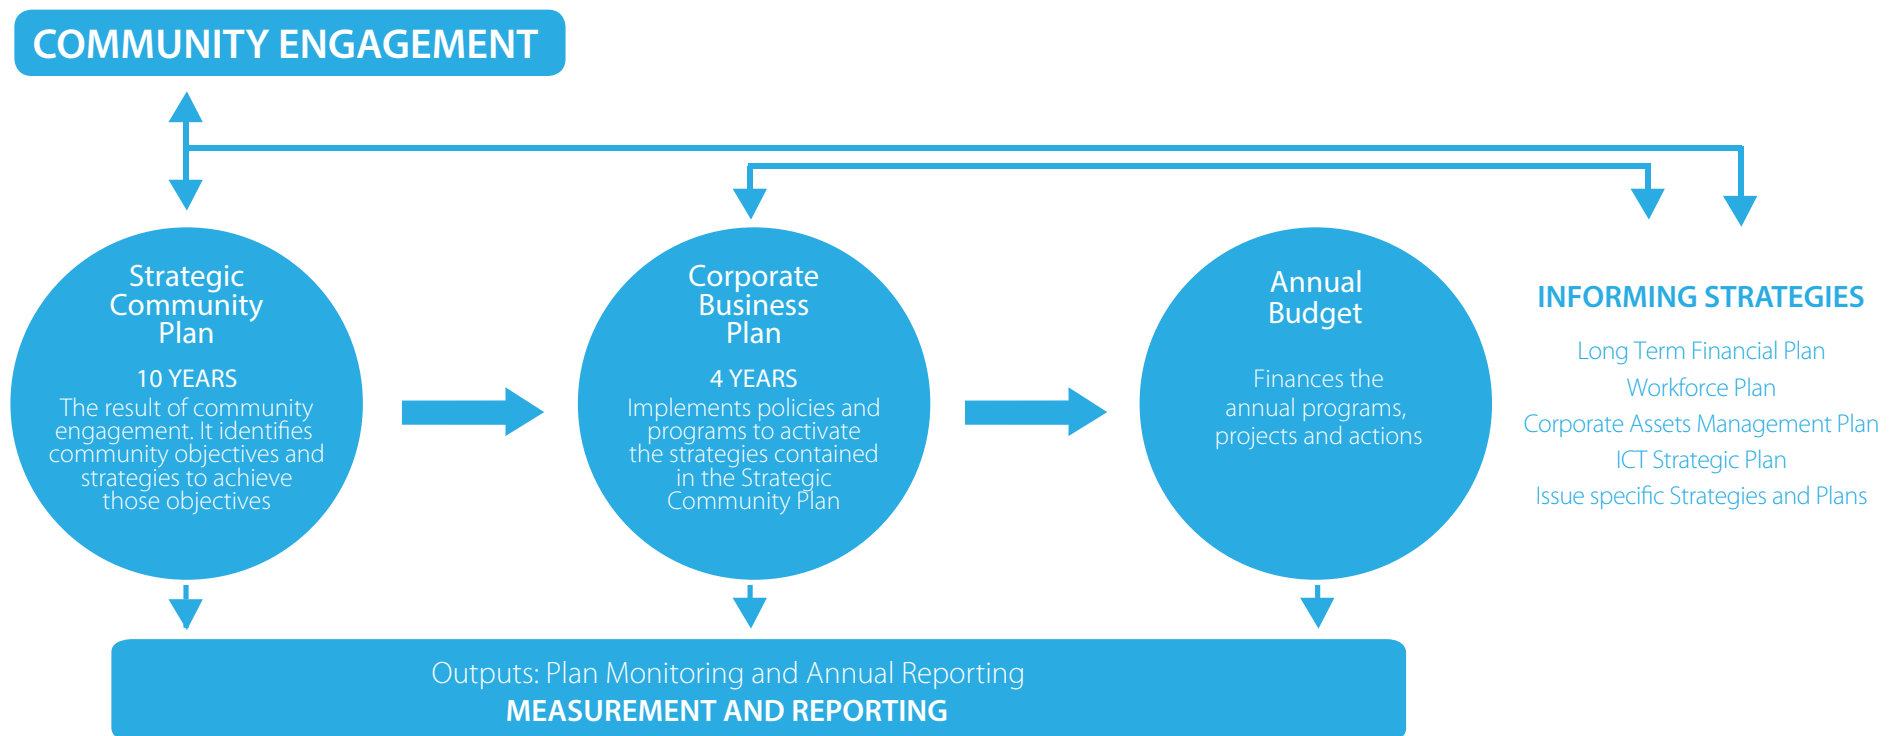 COMMUNITY ENGAGEMENT
Strategic
Community
Plan
10 YEARS
The result of community
engagement. It identifies
community objectives and
strategies to achieve
those objectives
Corporate
Business
Plan
4 YEARS
Implements policies and
programs to activate
the strategies contained
in the Strategic
Community Plan
Annual
Budget
Finances the
annual programs,
projects and actions
INFORMING STRATEGIES
Long Term Financial Plan
Workforce Plan
Corporate Assets Management Plan
ICT Strategic Plan
Issue specific Strategies and Plans
Outputs: Plan Monitoring and Annual Reporting
MEASUREMENT AND REPORTING